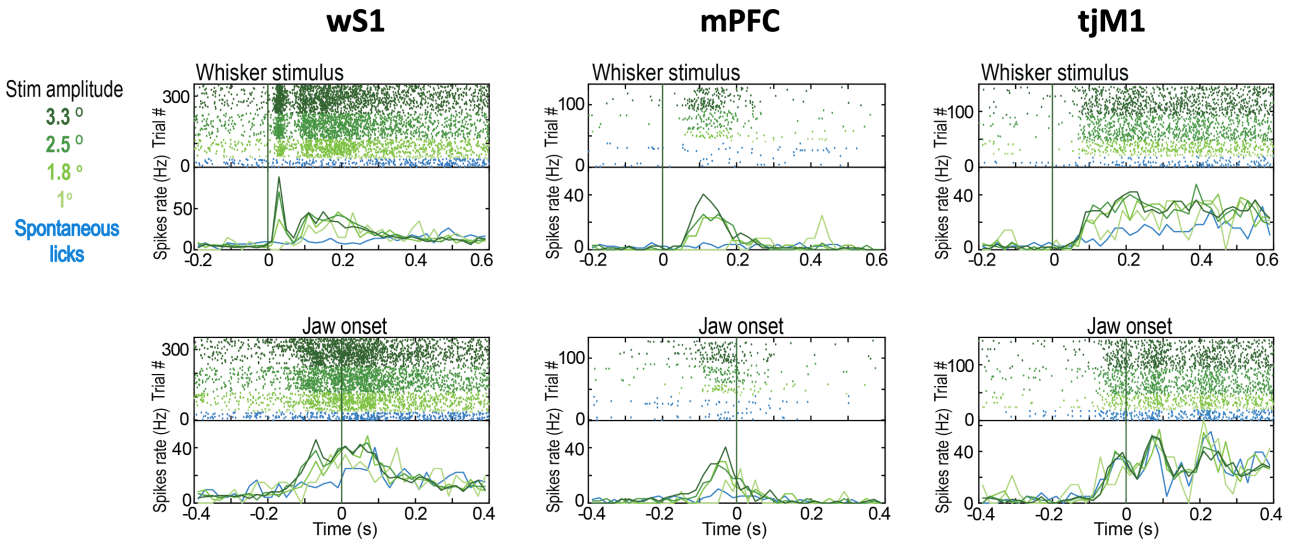 wS1 mPFC tjM1
Stim amplitude
3.3 º
2.5 º
1.8 º
1º
Spontaneous
licks
Whisker stimulus
Trial #
300
0
Spikes rate (Hz)
50
0
-0.2 0 0.2 0.4 0.6
Whisker stimulus
Trial #
100
0
Spikes rate (Hz)
40
0
-0.2 0 0.2 0.4 0.6
Whisker stimulus
Trial #
100
0
Spikes rate (Hz)
40
0
-0.2 0 0.2 0.4 0.6
Jaw onset
Trial #
300
0
Spikes rate (Hz)
40
0
-0.4 -0.2 0 0.2 0.4
Time (s)
Jaw onset
Trial #
100
0
Spikes rate (Hz)
40
0
-0.4 -0.2 0 0.2 0.4
Time (s)
Jaw onset
Trial #
100
0
Spikes rate (Hz)
40
0
-0.4 -0.2 0 0.2 0.4
Time (s)